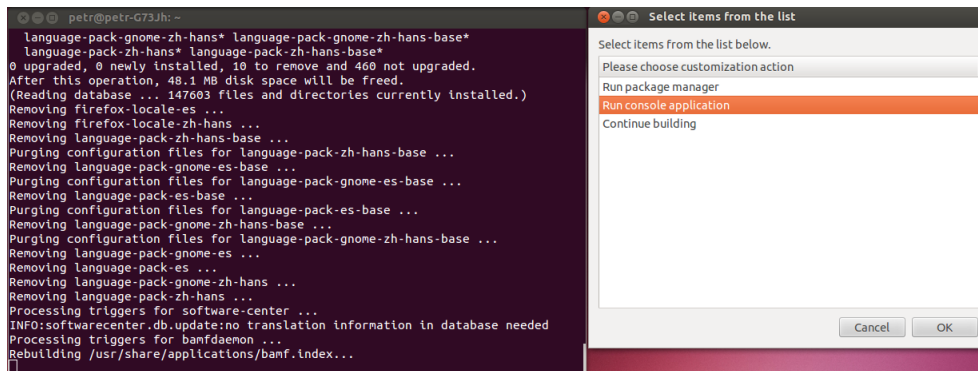 petr@petr-G73Jh: ~
language-pack-gnome-zh-hans* language-pack-gnome-zh-hans-base*
language-pack-zh-hans* language-pack-zh-hans-base*
0 upgraded, 0 newly installed, 10 to remove and 460 not upgraded.
After this operation, 48.1 MB disk space will be freed.
(Reading database ... 147603 files and directories currently installed.)
Removing firefox-locale-es ...
Removing firefox-locale-zh-hans ...
Removing language-pack-zh-hans-base ...
Purging configuration files for language-pack-zh-hans-base ...
Removing language-pack-gnome-es-base ...
Purging configuration files for language-pack-gnome-es-base ...
Removing language-pack-es-base ...
Purging configuration files for language-pack-es-base ...
Removing language-pack-gnome-zh-hans-base ...
Purging configuration files for language-pack-gnome-zh-hans-base ...
Removing language-pack-gnome-es ...
Removing language-pack-es ...
Removing language-pack-gnome-zh-hans ...
Removing language-pack-zh-hans ...
Processing triggers for software-center ...
INFO:softwarecenter.db.update:no translation information in database needed
Processing triggers for bamfdaemon ...
Rebuilding /usr/share/applications/bamf.index...
Select items from the list
Select items from the list below.
Please choose customization action
Run package manager
Run console application
Continue building
Cancel
OK